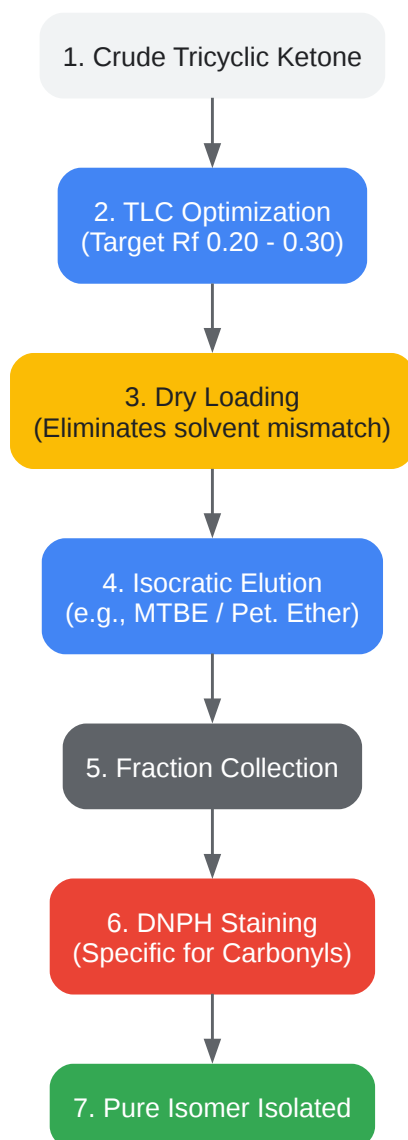 1. Crude Tricyclic Ketone
2. TLC Optimization
(Target Rf 0.20 - 0.30)
3. Dry Loading
(Eliminates solvent mismatch)
4. Isocratic Elution
(e.g., MTBE / Pet. Ether)
5. Fraction Collection
6. DNPH Staining
(Specific for Carbonyls)
7. Pure Isomer Isolated